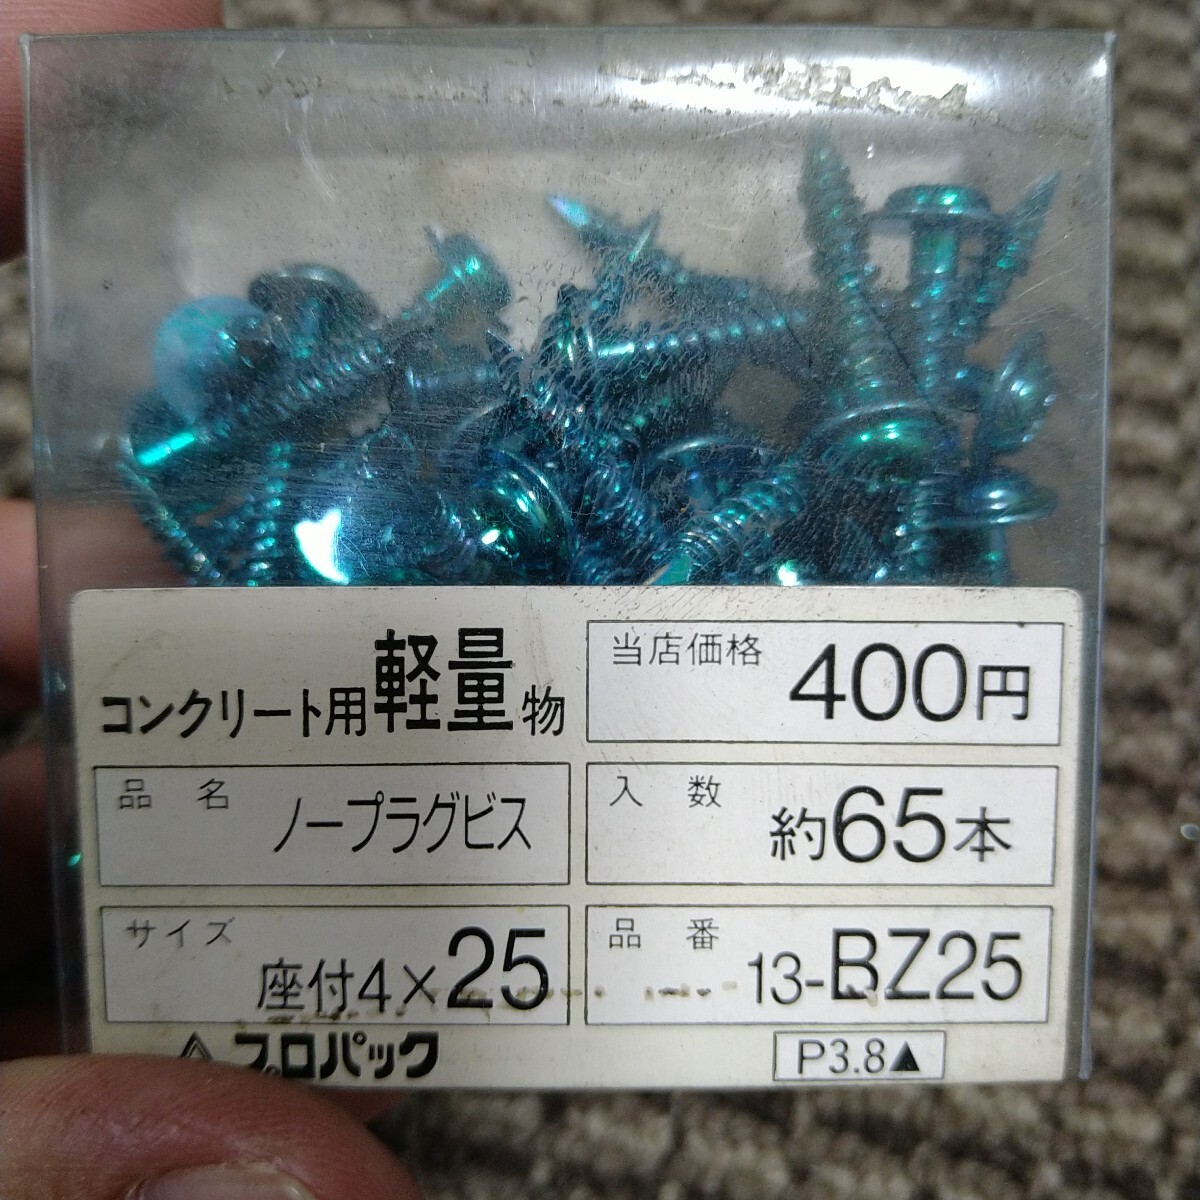 コンクリート用軽量物
当店価格 400円
品名 ノープラグビス
入数 約65本
サイズ 座付4×25
品番 13-BZ25
プロパック
P3.8▲